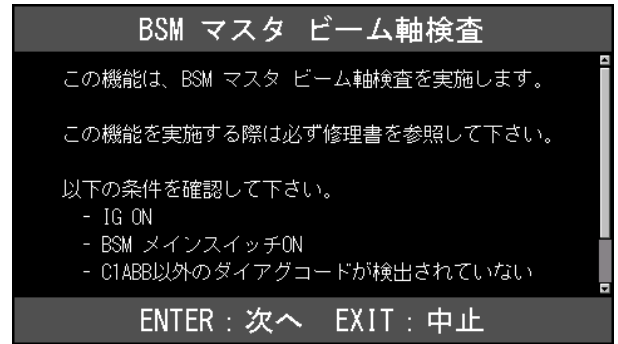 BSM マスタ ビーム軸検査
この機能は、BSM マスタ ビーム軸検査を実施します。
この機能を実施する際は必ず修理書を参照して下さい。
以下の条件を確認して下さい。
- IG ON
- BSM メインスイッチON
- C1ABB以外のダイアグコードが検出されていない
ENTER：次へ EXIT：中止